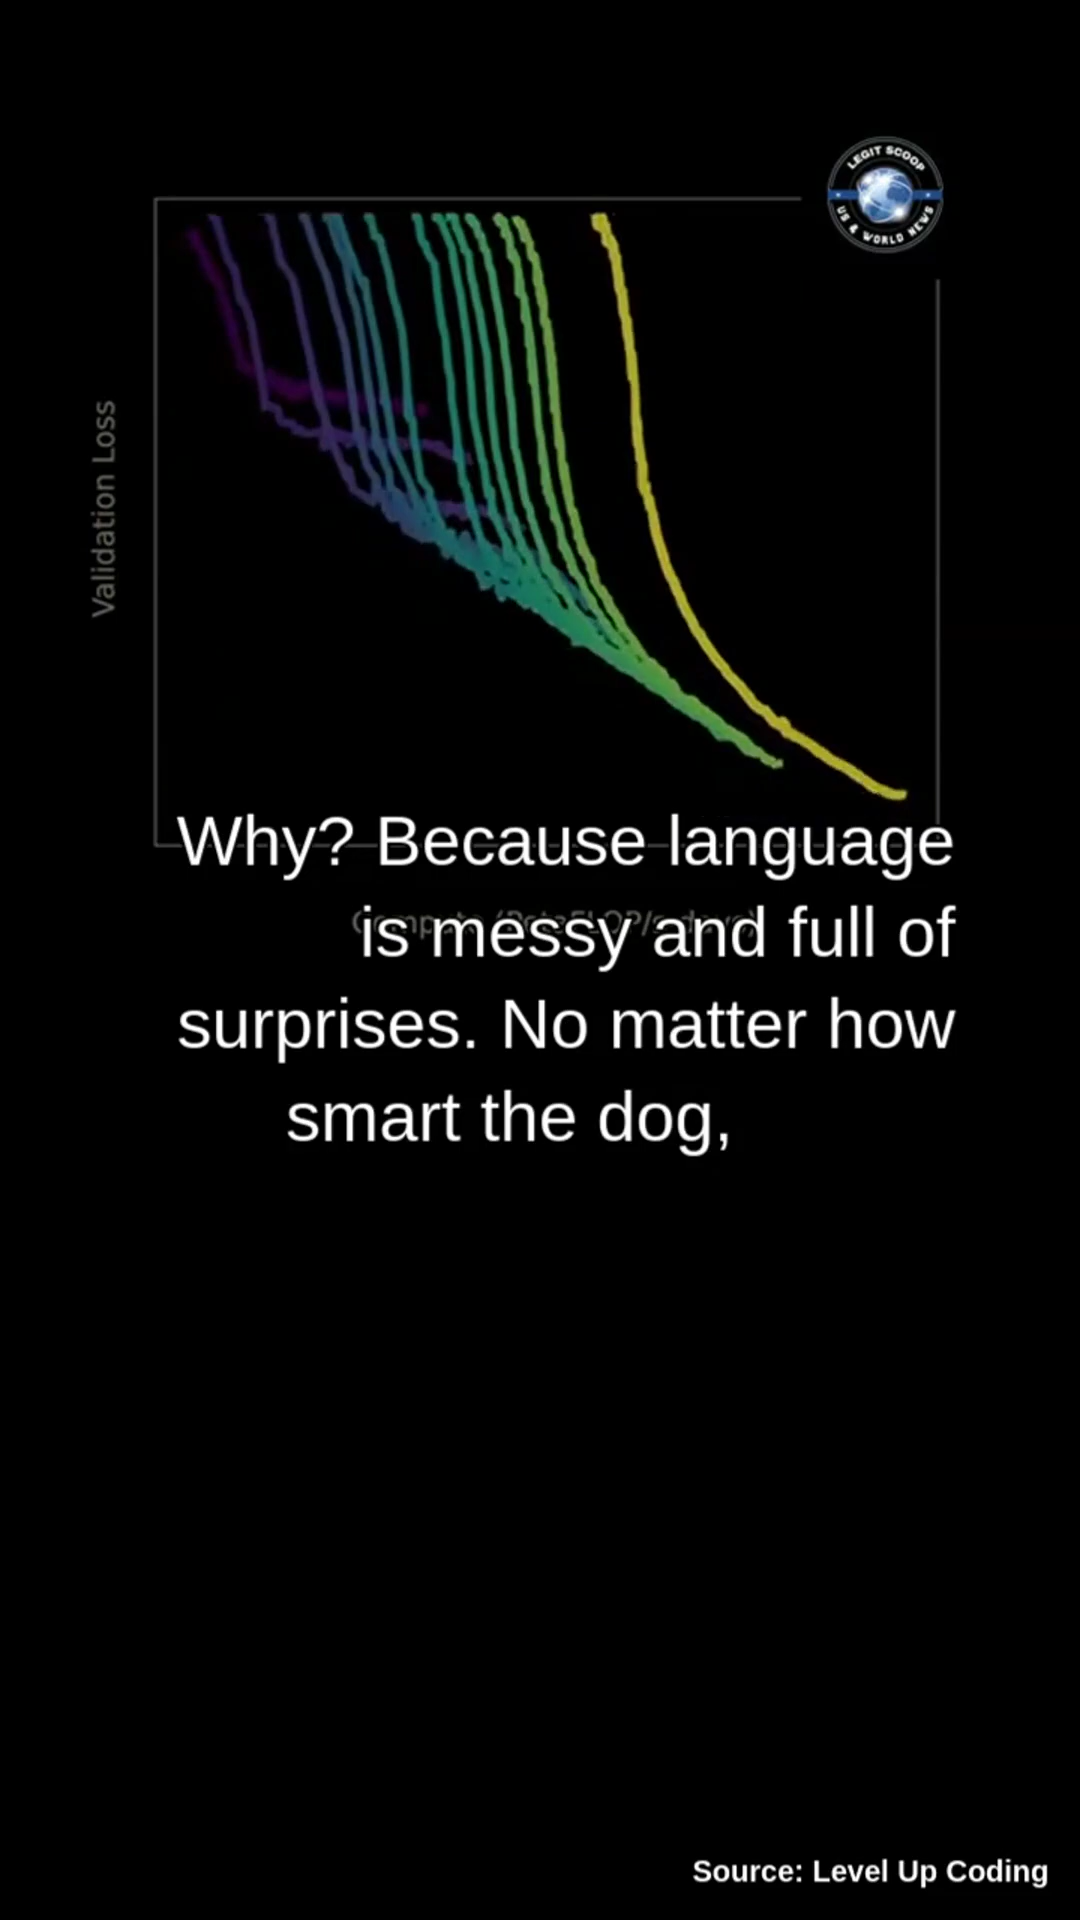 LEGIT SCOOP
US & WORLD NEWS
Validation Loss
Why? Because language
is messy and full of
surprises. No matter how
smart the dog,
Source: Level Up Coding